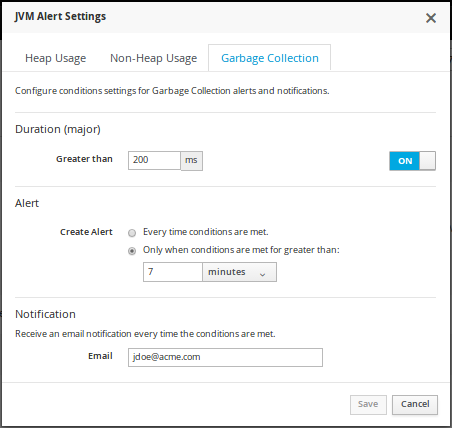 JVM Alert Settings
Heap Usage Non-Heap Usage Garbage Collection
Configure conditions settings for Garbage Collection alerts and notifications.
Duration (major)
Greater than 200 ms ON
Alert
Create Alert Every time conditions are met.
Only when conditions are met for greater than:
7 minutes
Notification
Receive an email notification every time the conditions are met.
Email jdoe@acme.com
Save Cancel